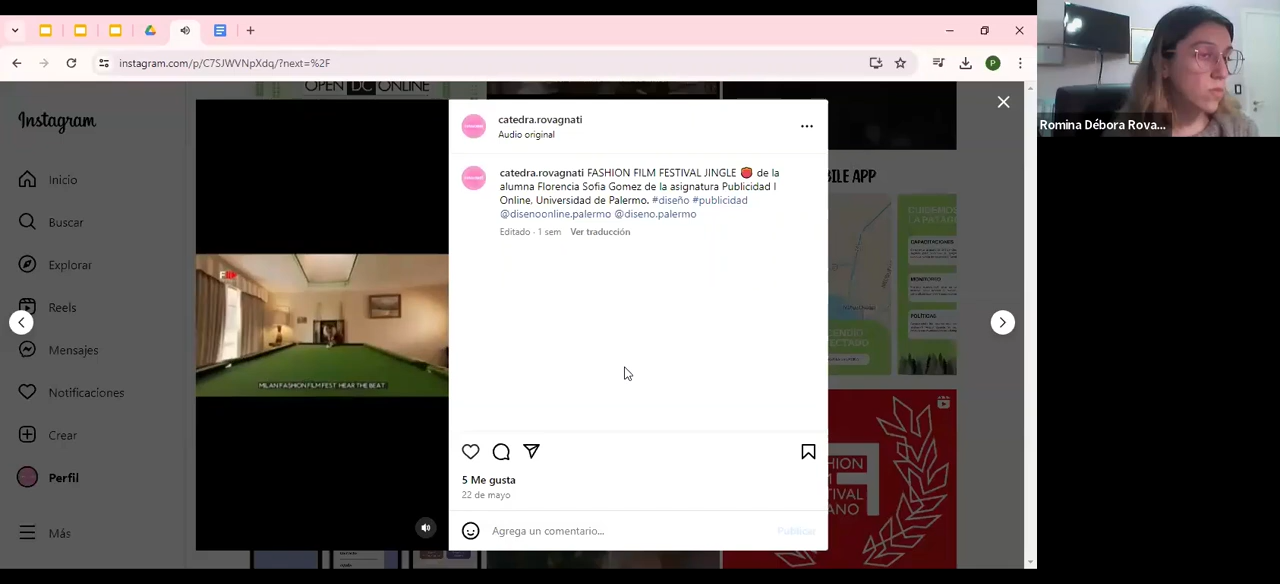 instagram.com/p/C7SJWVNpXdq/?next=%2F
P
OPEN DC ONLINE
Instagram
Inicio
Buscar
Explorar
Reels
Mensajes
Notificaciones
Crear
Perfil
Más
MILAN FASHION FILM FEST HEAR THE BEAT
catedra.rovagnati
Audio original
catedra.rovagnati FASHION FILM FESTIVAL JINGLE de la
alumna Florencia Sofia Gomez de la asignatura Publicidad I
Online, Universidad de Palermo. #diseño #publicidad
@disenoonline.palermo @diseno.palermo
Editado · 1 sem Ver traducción
5 Me gusta
22 de mayo
Agrega un comentario...
Publicar
CAPACITACIONES
MONITOREO
POLÍTICAS
Romina Débora Rova...